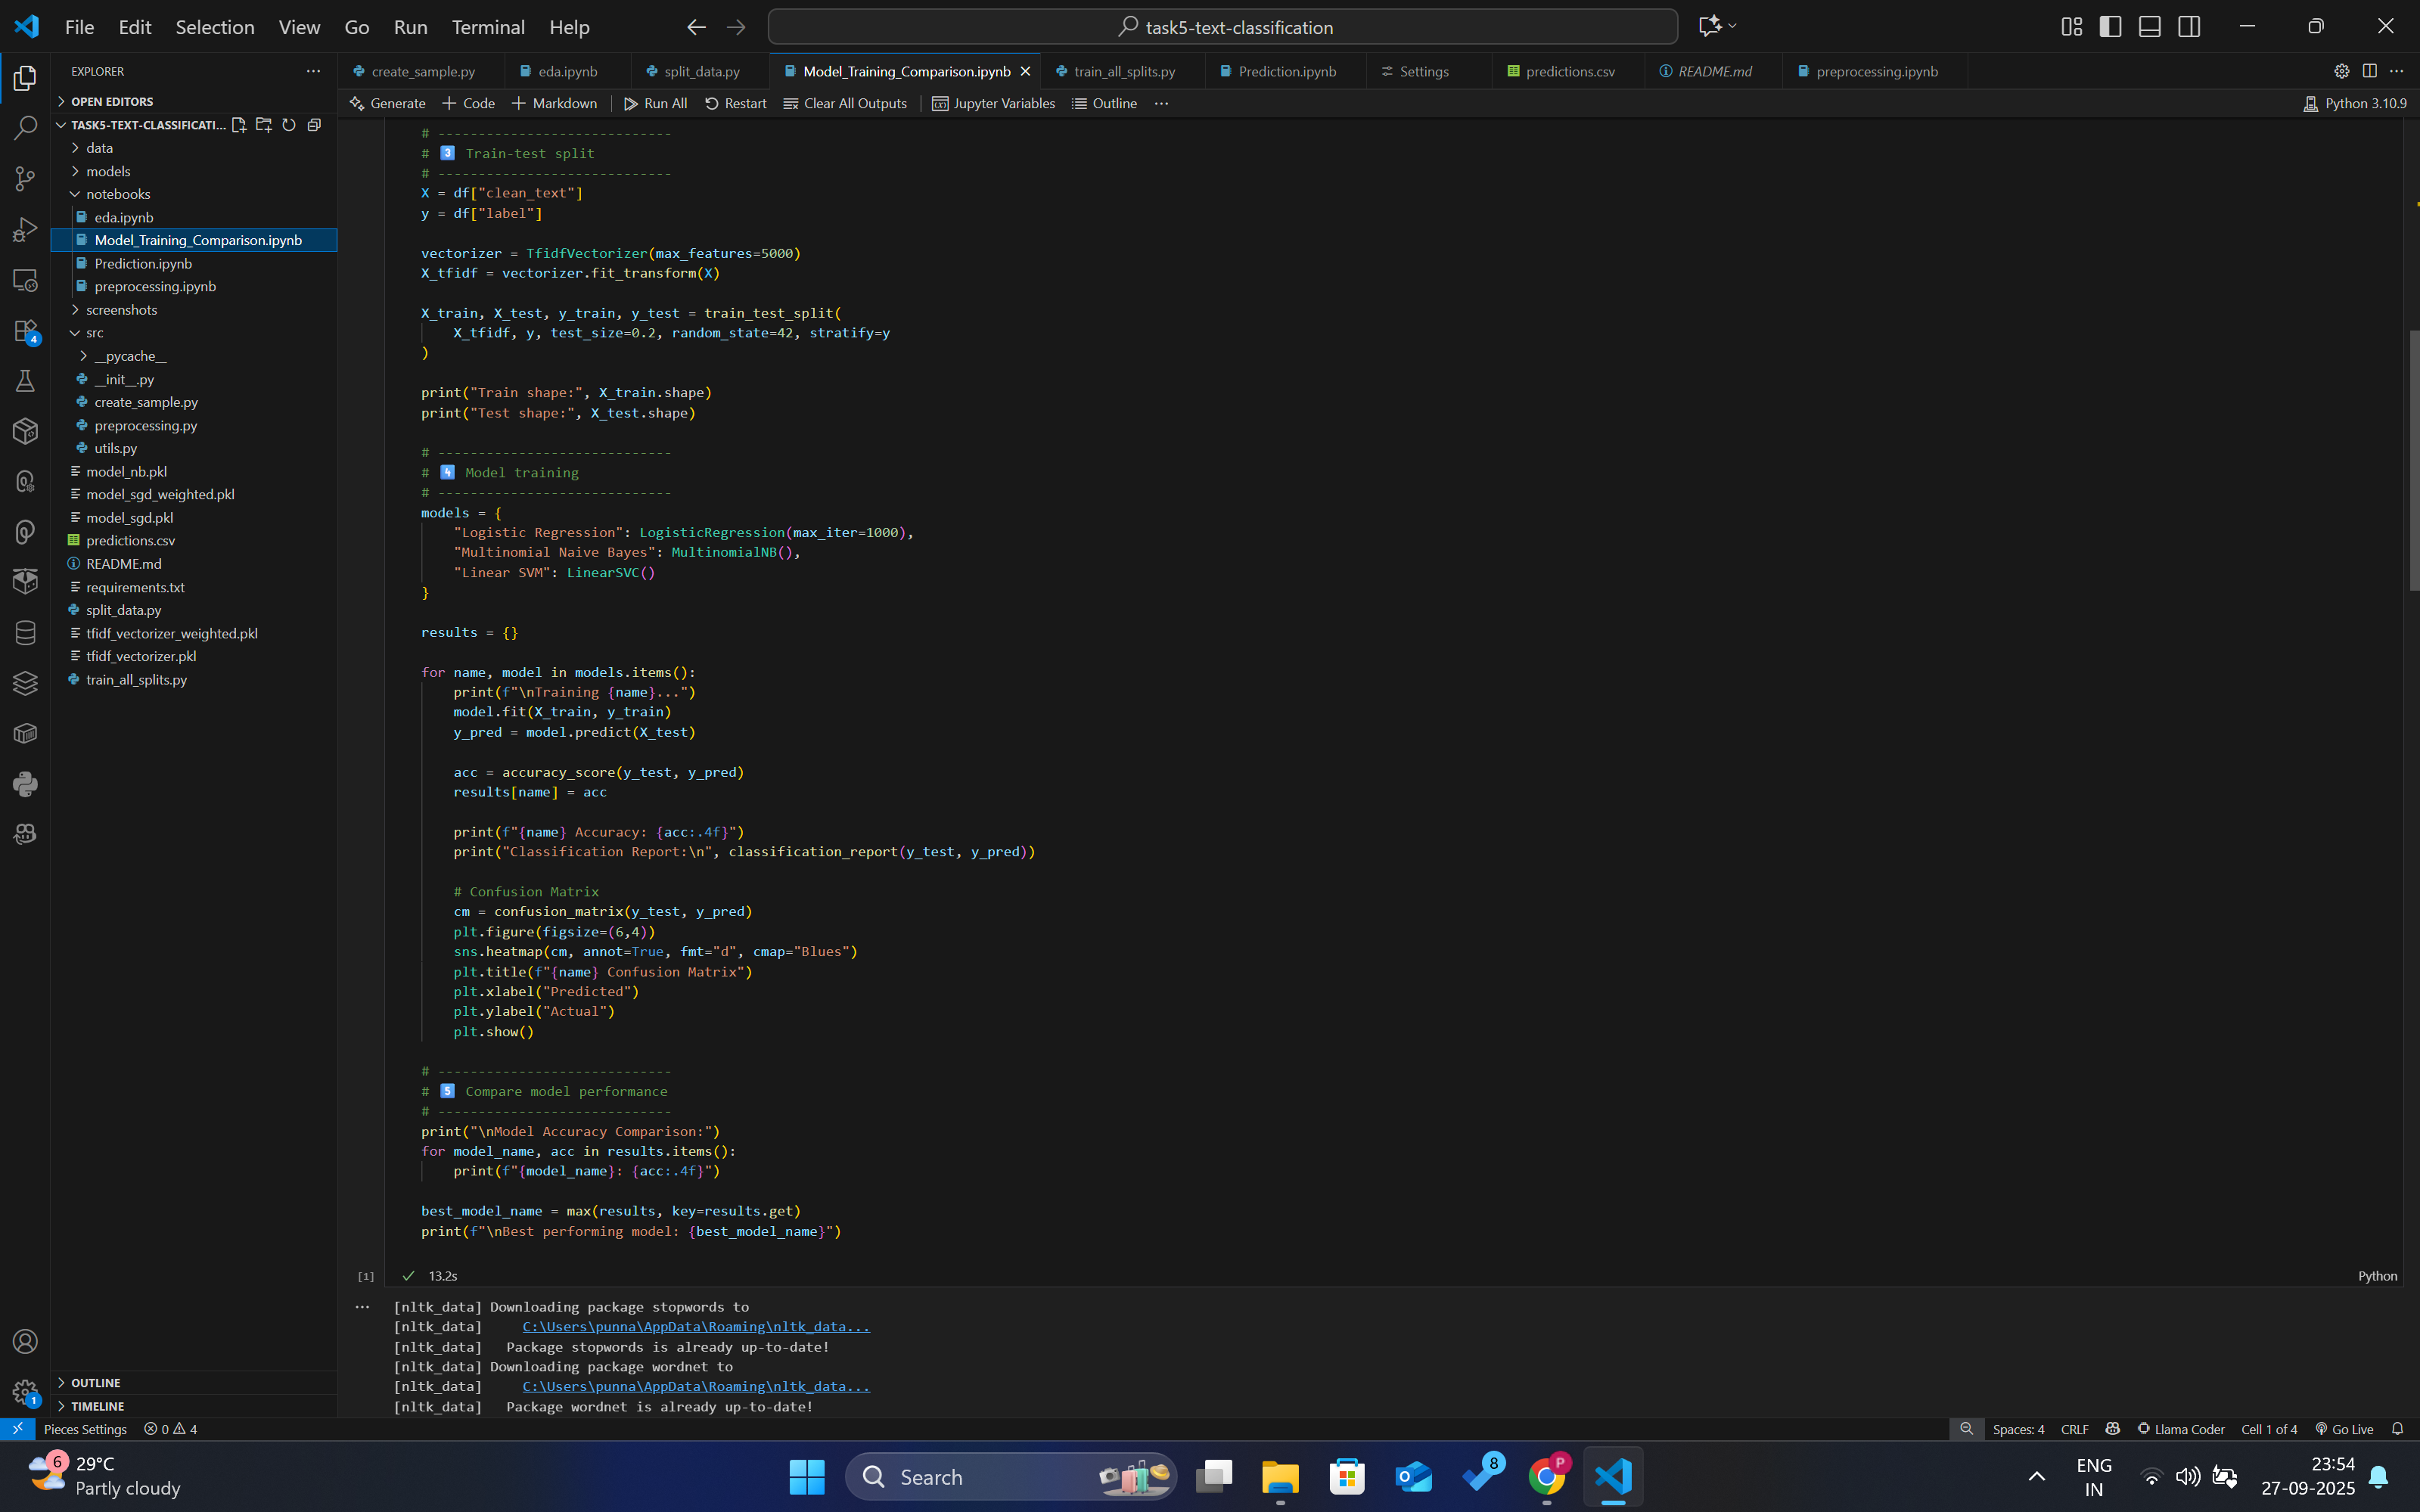 File Edit Selection View Go Run Terminal Help
task5-text-classification
EXPLORER
OPEN EDITORS
TASK5-TEXT-CLASSIFICATI...
data
models
notebooks
eda.ipynb
Model_Training_Comparison.ipynb
Prediction.ipynb
preprocessing.ipynb
screenshots
src
__pycache__
__init__.py
create_sample.py
preprocessing.py
utils.py
model_nb.pkl
model_sgd_weighted.pkl
model_sgd.pkl
predictions.csv
README.md
requirements.txt
split_data.py
tfidf_vectorizer_weighted.pkl
tfidf_vectorizer.pkl
train_all_splits.py
OUTLINE
TIMELINE
4
1
create_sample.py eda.ipynb split_data.py Model_Training_Comparison.ipynb train_all_splits.py Prediction.ipynb Settings predictions.csv README.md preprocessing.ipynb
Generate + Code + Markdown Run All Restart Clear All Outputs Jupyter Variables Outline ... Python 3.10.9
# -----------------------------
# 3 Train-test split
# -----------------------------
X = df["clean_text"]
y = df["label"]
vectorizer = TfidfVectorizer(max_features=5000)
X_tfidf = vectorizer.fit_transform(X)
X_train, X_test, y_train, y_test = train_test_split(
X_tfidf, y, test_size=0.2, random_state=42, stratify=y
)
print("Train shape:", X_train.shape)
print("Test shape:", X_test.shape)
# -----------------------------
# 4 Model training
# -----------------------------
models = {
"Logistic Regression": LogisticRegression(max_iter=1000),
"Multinomial Naive Bayes": MultinomialNB(),
"Linear SVM": LinearSVC()
}
results = {}
for name, model in models.items():
print(f"\nTraining {name}...")
model.fit(X_train, y_train)
y_pred = model.predict(X_test)
acc = accuracy_score(y_test, y_pred)
results[name] = acc
print(f"{name} Accuracy: {acc:.4f}")
print("Classification Report:\n", classification_report(y_test, y_pred))
# Confusion Matrix
cm = confusion_matrix(y_test, y_pred)
plt.figure(figsize=(6,4))
sns.heatmap(cm, annot=True, fmt="d", cmap="Blues")
plt.title(f"{name} Confusion Matrix")
plt.xlabel("Predicted")
plt.ylabel("Actual")
plt.show()
# -----------------------------
# 5 Compare model performance
# -----------------------------
print("\nModel Accuracy Comparison:")
for model_name, acc in results.items():
print(f"{model_name}: {acc:.4f}")
best_model_name = max(results, key=results.get)
print(f"\nBest performing model: {best_model_name}")
[1] 13.2s Python
[nltk_data] Downloading package stopwords to
[nltk_data] C:\Users\punna\AppData\Roaming\nltk_data...
[nltk_data] Package stopwords is already up-to-date!
[nltk_data] Downloading package wordnet to
[nltk_data] C:\Users\punna\AppData\Roaming\nltk_data...
[nltk_data] Package wordnet is already up-to-date!
Pieces Settings 0 4 Spaces: 4 CRLF Llama Coder Cell 1 of 4 Go Live
6 29°C
Partly cloudy
Search
8
P
ENG
IN
23:54
27-09-2025